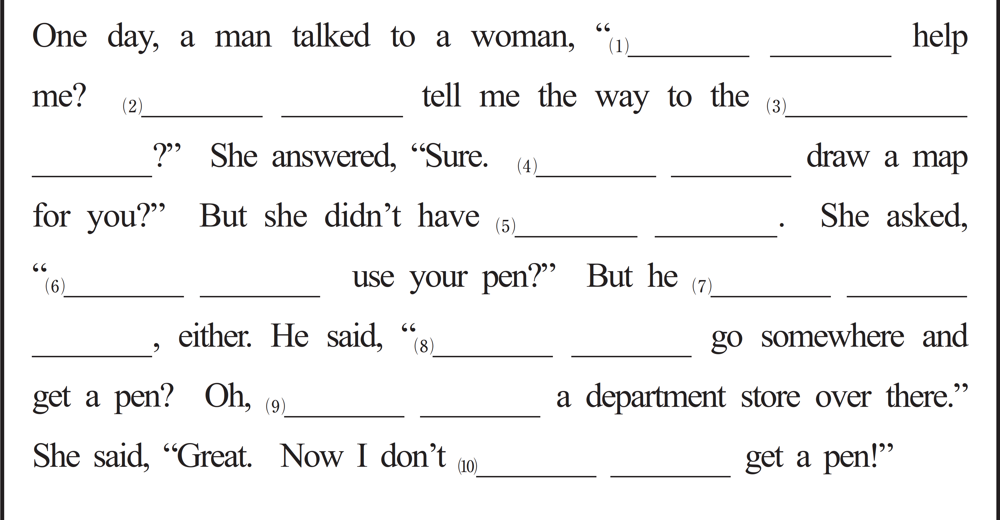 One day, a man talked to a woman, “(1)________ ________ help
me? (2)________ ________ tell me the way to the (3)________
________?” She answered, “Sure. (4)________ ________ draw a map
for you?” But she didn’t have (5)________ ________. She asked,
“(6)________ ________ use your pen?” But he (7)________ ________
________, either. He said, “(8)________ ________ go somewhere and
get a pen? Oh, (9)________ ________ a department store over there.”
She said, “Great. Now I don’t (10)________ ________ get a pen!”